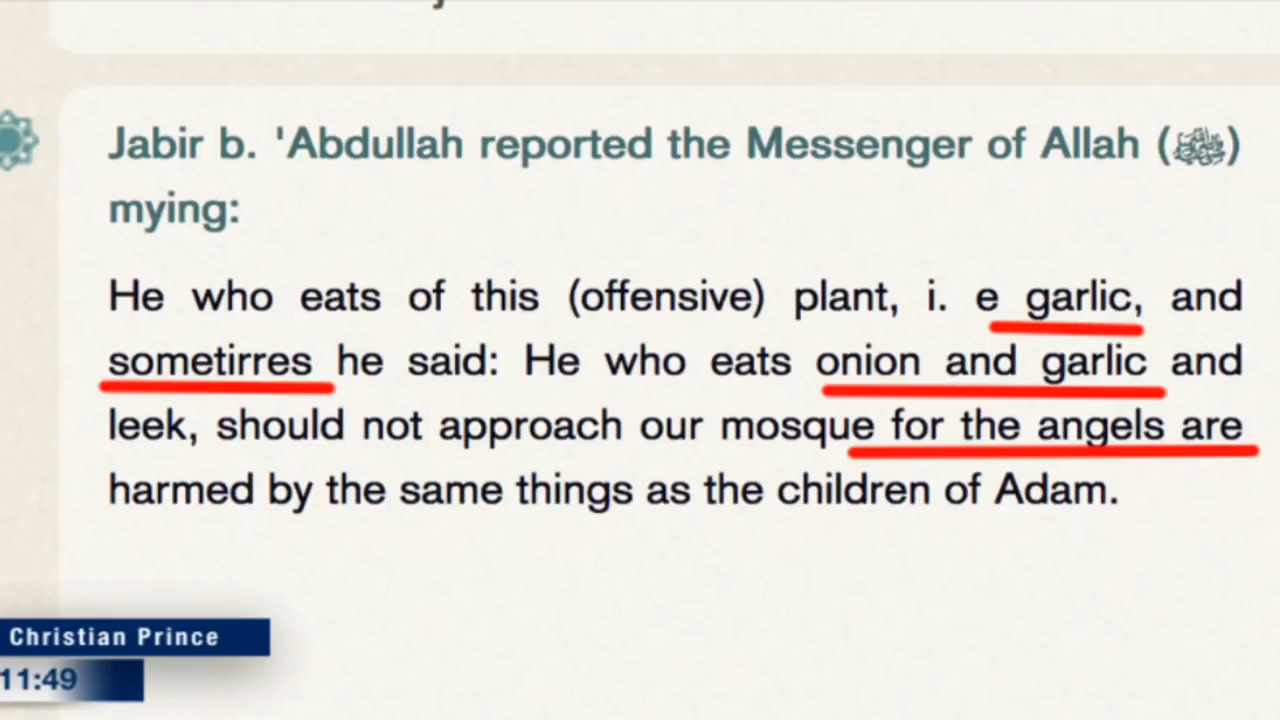 Jabir b. 'Abdullah reported the Messenger of Allah (ﷺ)
mying:
He who eats of this (offensive) plant, i. e garlic, and
sometirres he said: He who eats onion and garlic and
leek, should not approach our mosque for the angels are
harmed by the same things as the children of Adam.
Christian Prince
11:49